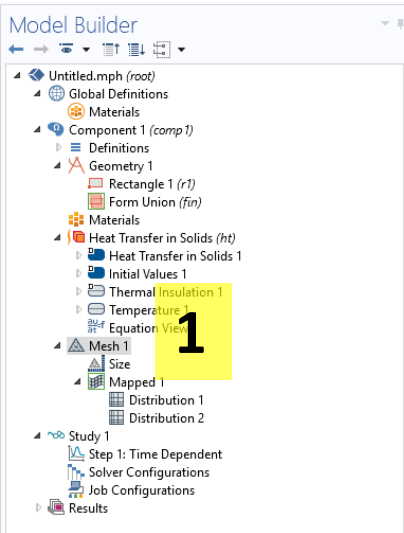 Model Builder
Untitled.mph (root)
Global Definitions
Materials
Component 1 (comp1)
Definitions
Geometry 1
Rectangle 1 (r1)
Form Union (fin)
Materials
Heat Transfer in Solids (ht)
Heat Transfer in Solids 1
Initial Values 1
Thermal Insulation 1
Temperature 1
Equation View
1
Mesh 1
Size
Mapped 1
Distribution 1
Distribution 2
Study 1
Step 1: Time Dependent
Solver Configurations
Job Configurations
Results